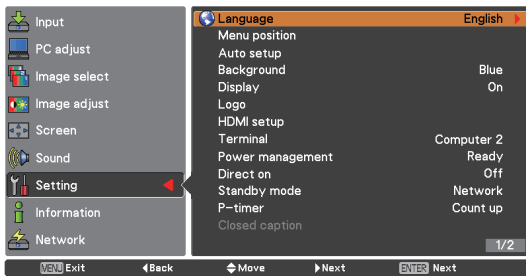 Input
PC adjust
Image select
Image adjust
Screen
Sound
Setting
Information
Network
Language English
Menu position
Auto setup
Background Blue
Display On
Logo
HDMI setup
Terminal Computer 2
Power management Ready
Direct on Off
Standby mode Network
P-timer Count up
Closed caption
1/2
MENU Exit Back Move Next ENTER Next